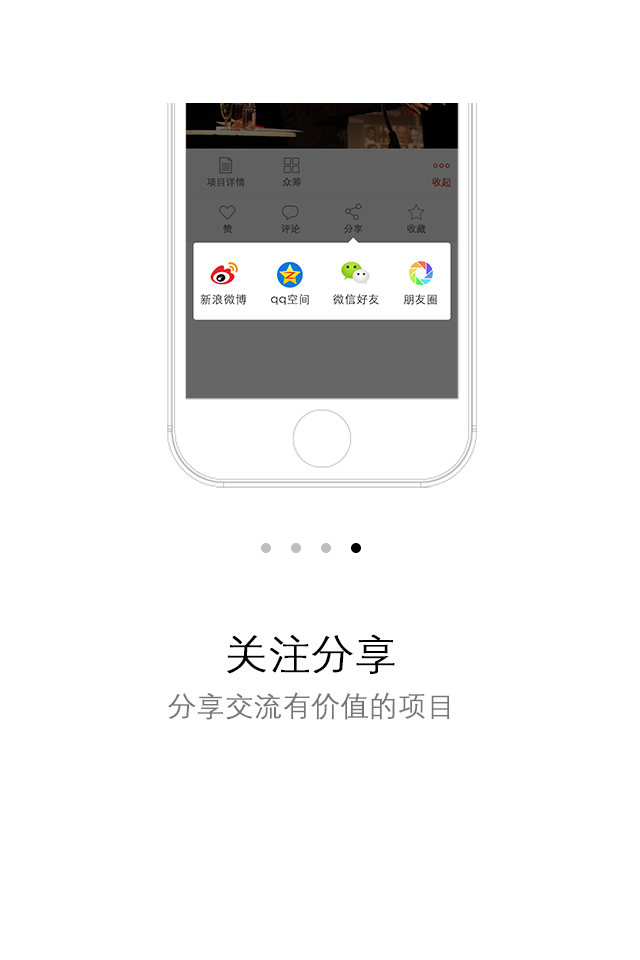 项目详情 众筹 收起
赞 评论 分享 收藏
新浪微博 qq空间 微信好友 朋友圈
关注分享
分享交流有价值的项目